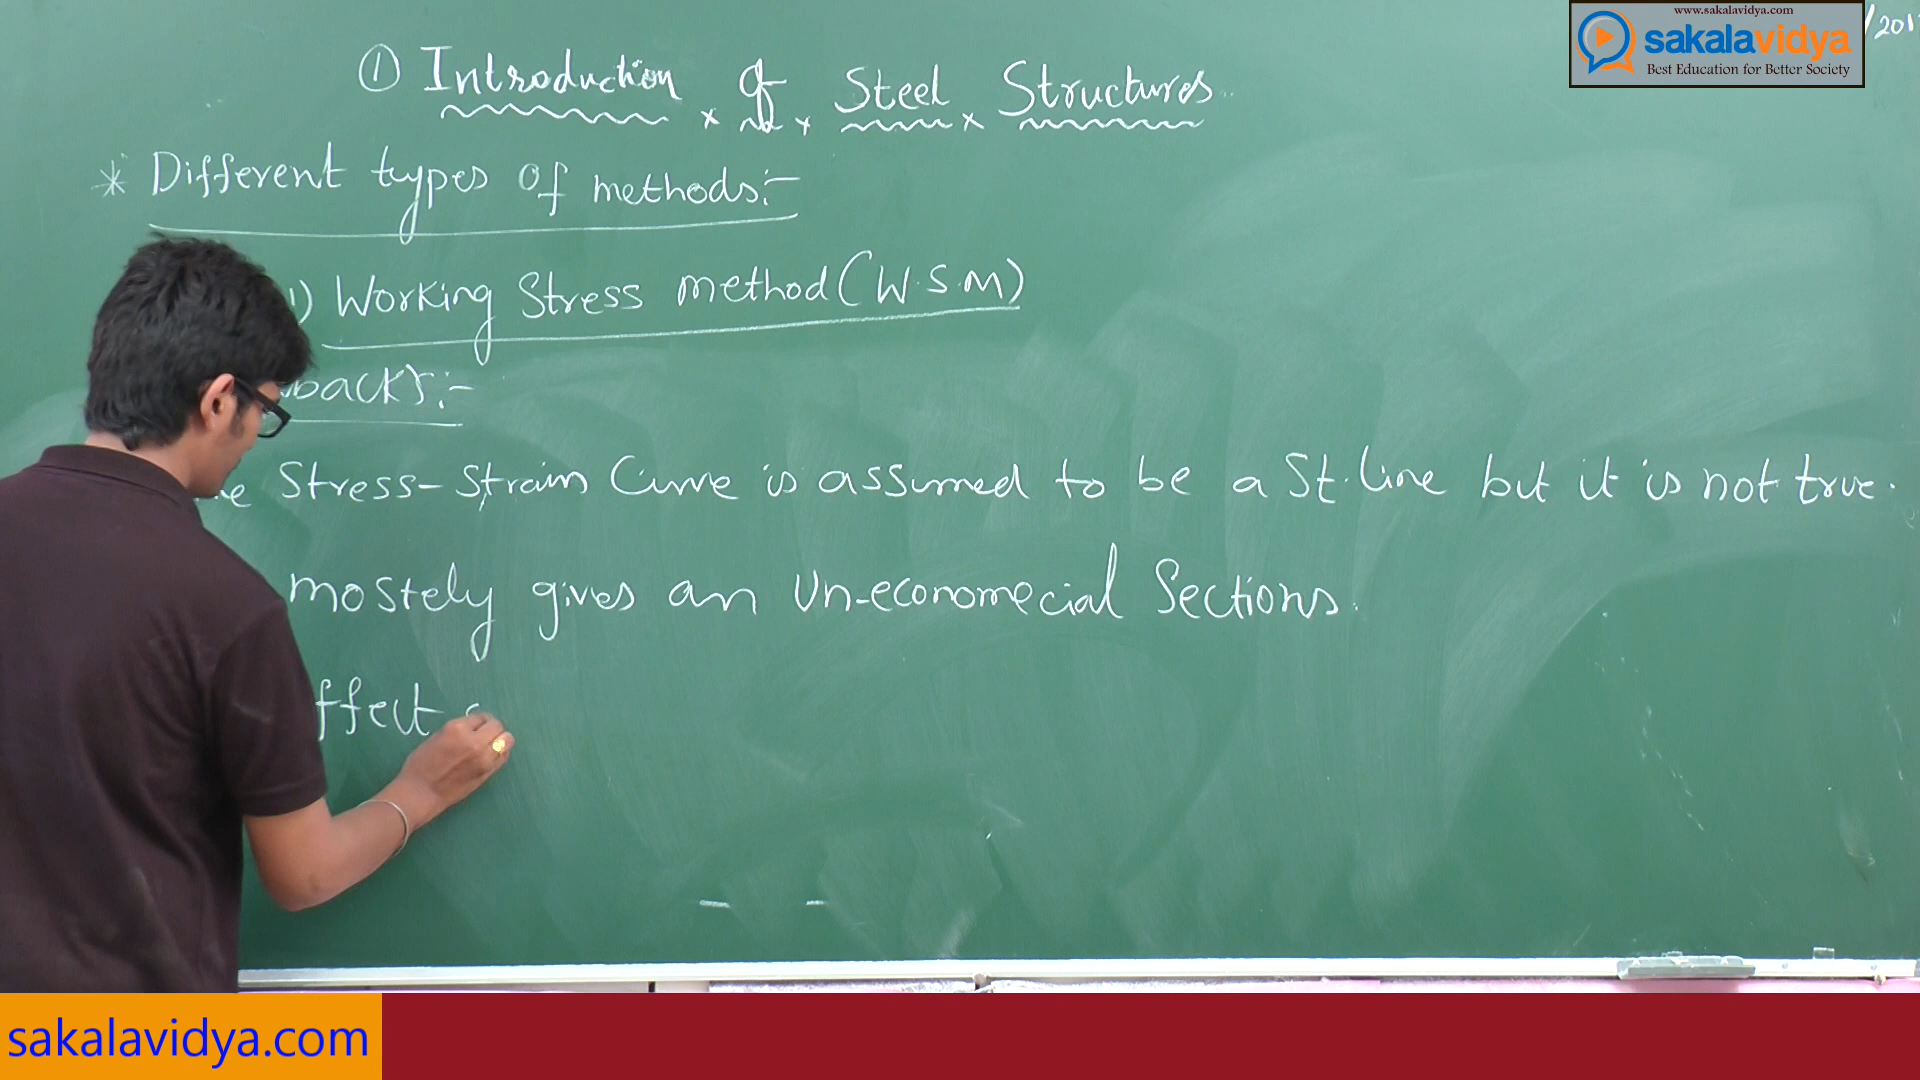 www.sakalavidya.com
sakalavidya
Best Education for Better Society
/201
① Introduction of Steel Structures
* Different types of methods:-
1) Working Stress method (W.S.M)
backs:-
Stress-Strain Curve is assumed to be a St. line but it is not true.
mostely gives an un-economecial Sections.
ffect
sakalavidya.com